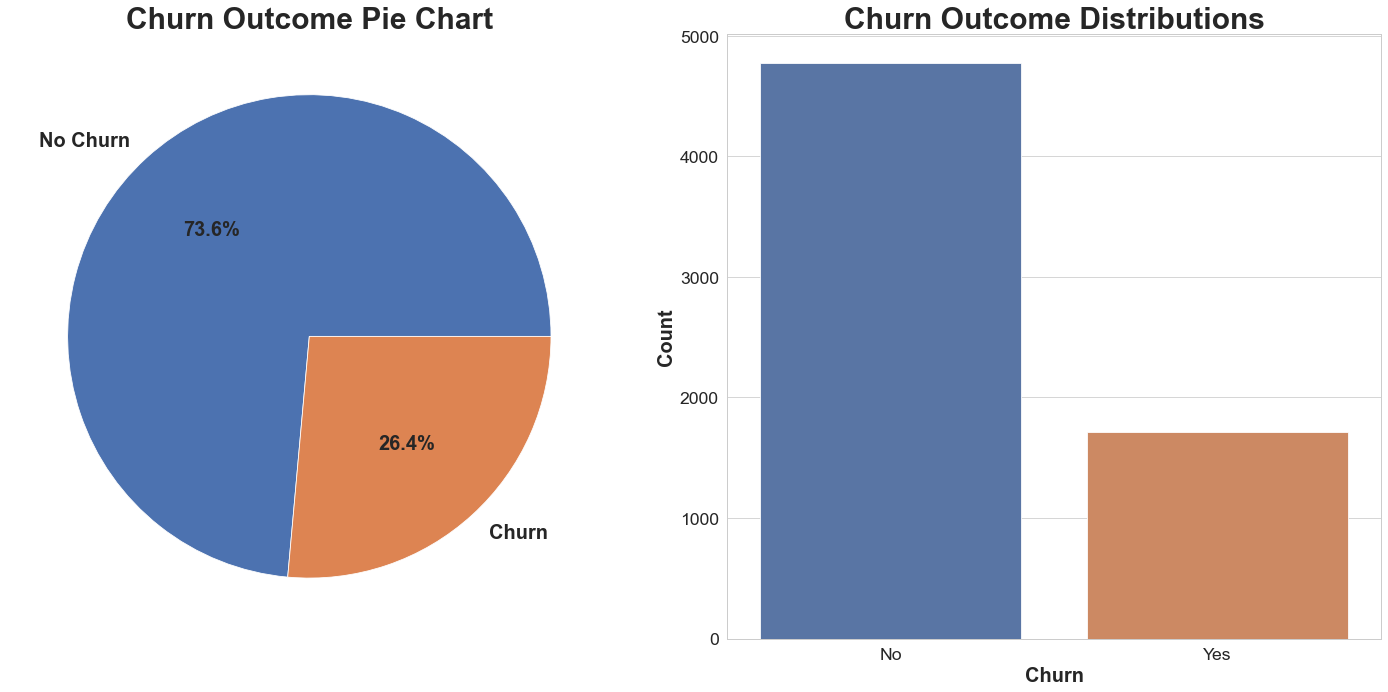 Churn Outcome Pie Chart
No Churn
73.6%
26.4%
Churn
Churn Outcome Distributions
5000
4000
3000
2000
1000
0
Count
No
Yes
Churn